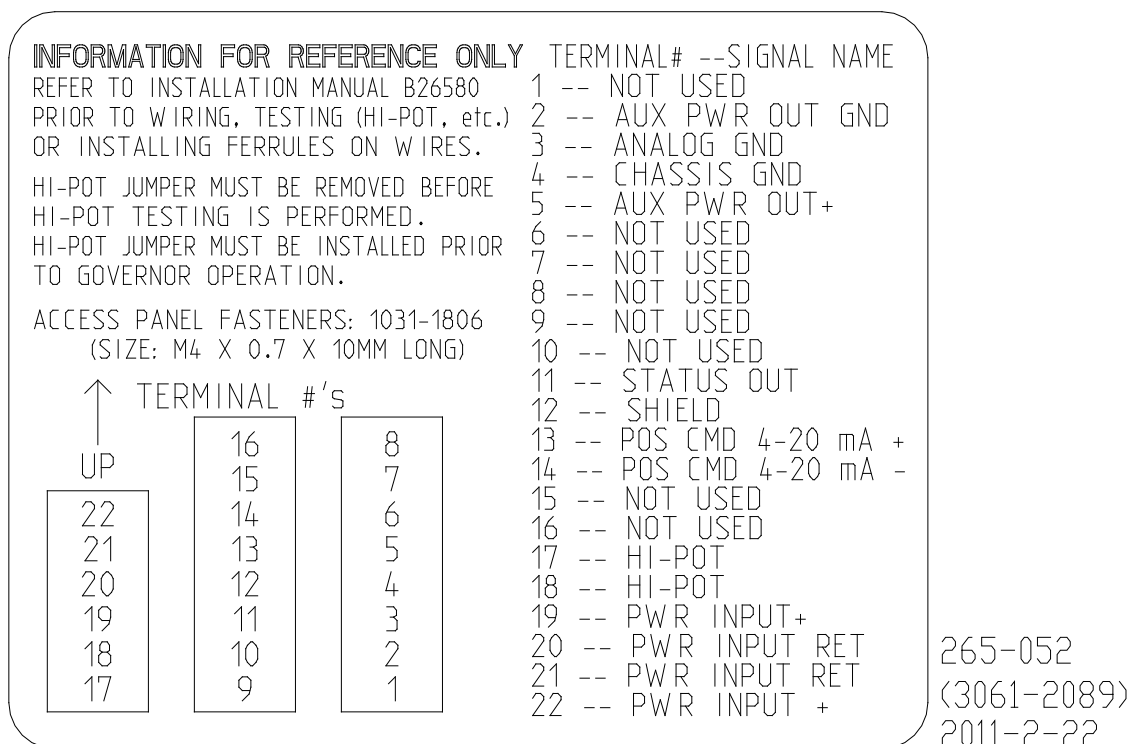 INFORMATION FOR REFERENCE ONLY
REFER TO INSTALLATION MANUAL B26580
PRIOR TO WIRING, TESTING (HI-POT, etc.)
OR INSTALLING FERRULES ON WIRES.
HI-POT JUMPER MUST BE REMOVED BEFORE
HI-POT TESTING IS PERFORMED.
HI-POT JUMPER MUST BE INSTALLED PRIOR
TO GOVERNOR OPERATION.
ACCESS PANEL FASTENERS: 1031-1806
(SIZE: M4 X 0.7 X 10MM LONG)
TERMINAL #'s
UP
22
21
20
19
18
17
16
15
14
13
12
11
10
9
8
7
6
5
4
3
2
1
TERMINAL# --SIGNAL NAME
1 -- NOT USED
2 -- AUX PWR OUT GND
3 -- ANALOG GND
4 -- CHASSIS GND
5 -- AUX PWR OUT+
6 -- NOT USED
7 -- NOT USED
8 -- NOT USED
9 -- NOT USED
10 -- NOT USED
11 -- STATUS OUT
12 -- SHIELD
13 -- POS CMD 4-20 mA +
14 -- POS CMD 4-20 mA -
15 -- NOT USED
16 -- NOT USED
17 -- HI-POT
18 -- HI-POT
19 -- PWR INPUT+
20 -- PWR INPUT RET
21 -- PWR INPUT RET
22 -- PWR INPUT +
265-052
(3061-2089)
2011-2-22